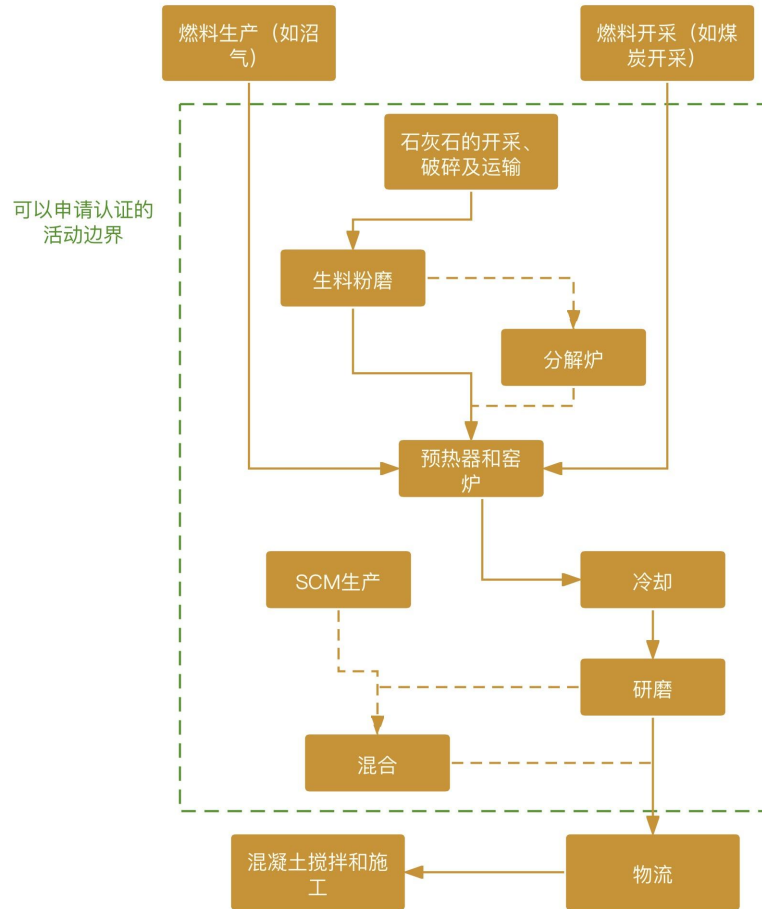 燃料生产（如沼
气）
燃料开采（如煤
炭开采）
石灰石的开采、
破碎及运输
可以申请认证的
活动边界
生料粉磨
分解炉
预热器和窑
炉
SCM生产
冷却
研磨
混合
混凝土搅拌和施
工
物流